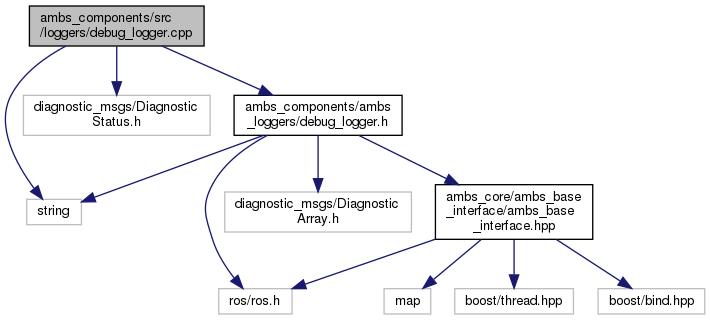 ambs_components/src
/loggers/debug_logger.cpp
diagnostic_msgs/Diagnostic
Status.h
ambs_components/ambs
_loggers/debug_logger.h
string
diagnostic_msgs/Diagnostic
Array.h
ambs_core/ambs_base
_interface/ambs_base
_interface.hpp
ros/ros.h
map
boost/thread.hpp
boost/bind.hpp